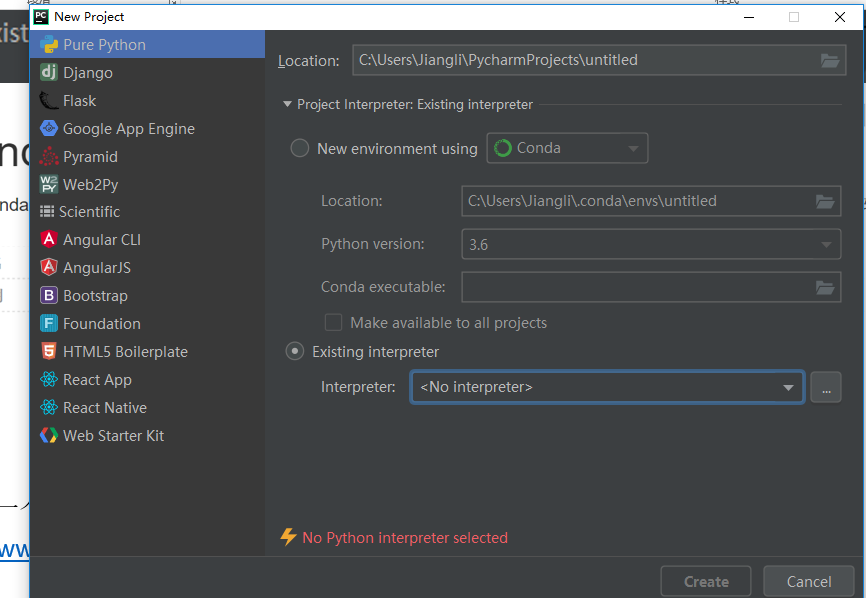 New Project
Pure Python
Django
Flask
Google App Engine
Pyramid
Web2Py
Scientific
Angular CLI
AngularJS
Bootstrap
Foundation
HTML5 Boilerplate
React App
React Native
Web Starter Kit
Location: C:\Users\Jiangli\PycharmProjects\untitled
Project Interpreter: Existing interpreter
New environment using Conda
Location: C:\Users\Jiangli\.conda\envs\untitled
Python version: 3.6
Conda executable:
Make available to all projects
Existing interpreter
Interpreter: <No interpreter> ...
No Python interpreter selected
Create Cancel